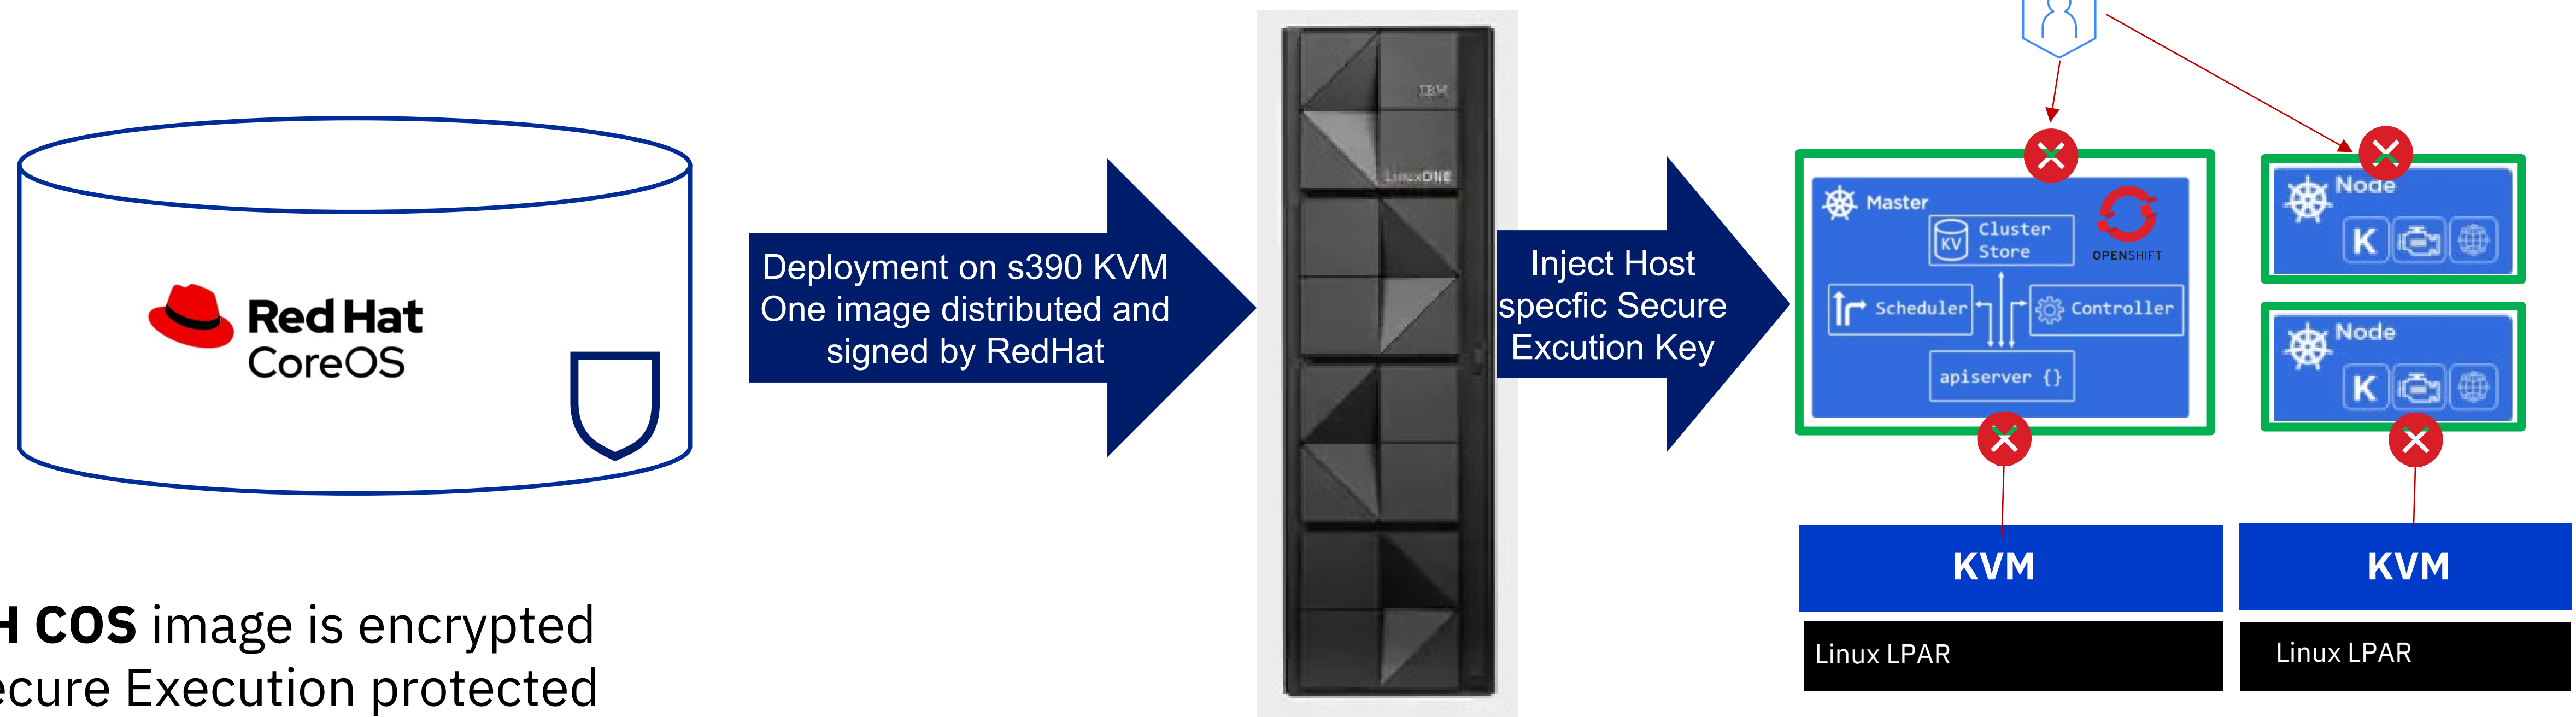 Red Hat
CoreOS
H COS image is encrypted
ecure Execution protected
Deployment on s390 KVM
One image distributed and
signed by RedHat
IBM
LinuxONE
Inject Host
specfic Secure
Excution Key
Master
KV
Cluster
Store
OPENSHIFT
Scheduler
Controller
apiserver {}
Node
K
Node
K
KVM
Linux LPAR
KVM
Linux LPAR